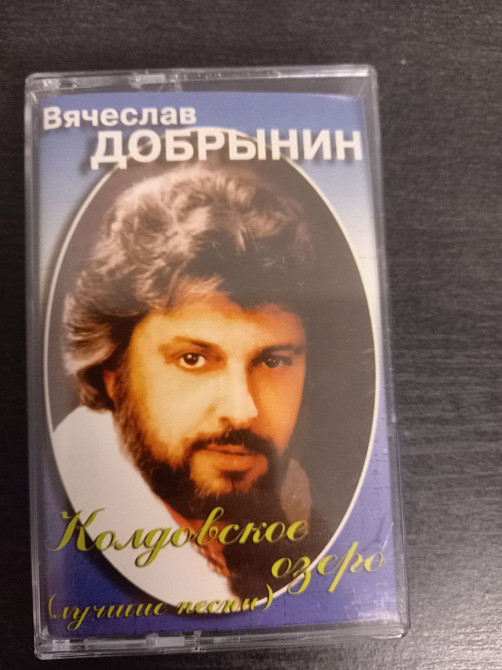 Вячеслав
ДОБРЫНИН
Колдовское
озеро
(лучшие песни)